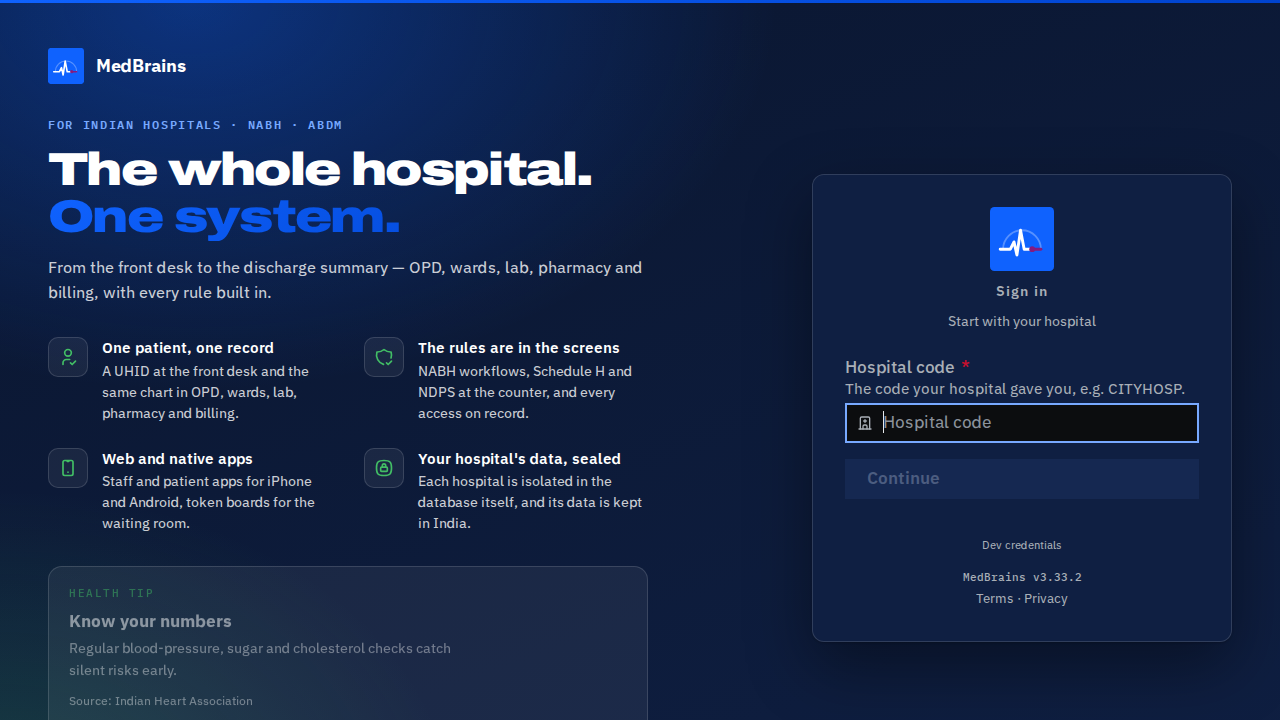 MedBrains
FOR INDIAN HOSPITALS · NABH · ABDM
The whole hospital.
One system.
From the front desk to the discharge summary — OPD, wards, lab, pharmacy and
billing, with every rule built in.
One patient, one record
A UHID at the front desk and the
same chart in OPD, wards, lab,
pharmacy and billing.
The rules are in the screens
NABH workflows, Schedule H and
NDPS at the counter, and every
access on record.
Web and native apps
Staff and patient apps for iPhone
and Android, token boards for the
waiting room.
Your hospital's data, sealed
Each hospital is isolated in the
database itself, and its data is kept
in India.
HEALTH TIP
Know your numbers
Regular blood-pressure, sugar and cholesterol checks catch
silent risks early.
Source: Indian Heart Association
Sign in
Start with your hospital
Hospital code *
The code your hospital gave you, e.g. CITYHOSP.
Hospital code
Continue
Dev credentials
MedBrains v3.33.2
Terms · Privacy